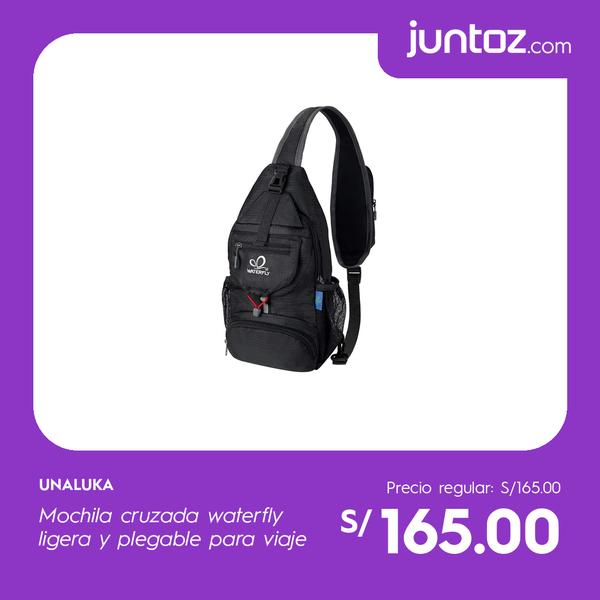 juntoz.com
WATERFLY
UNALUKA
Mochila cruzada waterfly
ligera y plegable para viaje
Precio regular: S/165.00
S/165.00